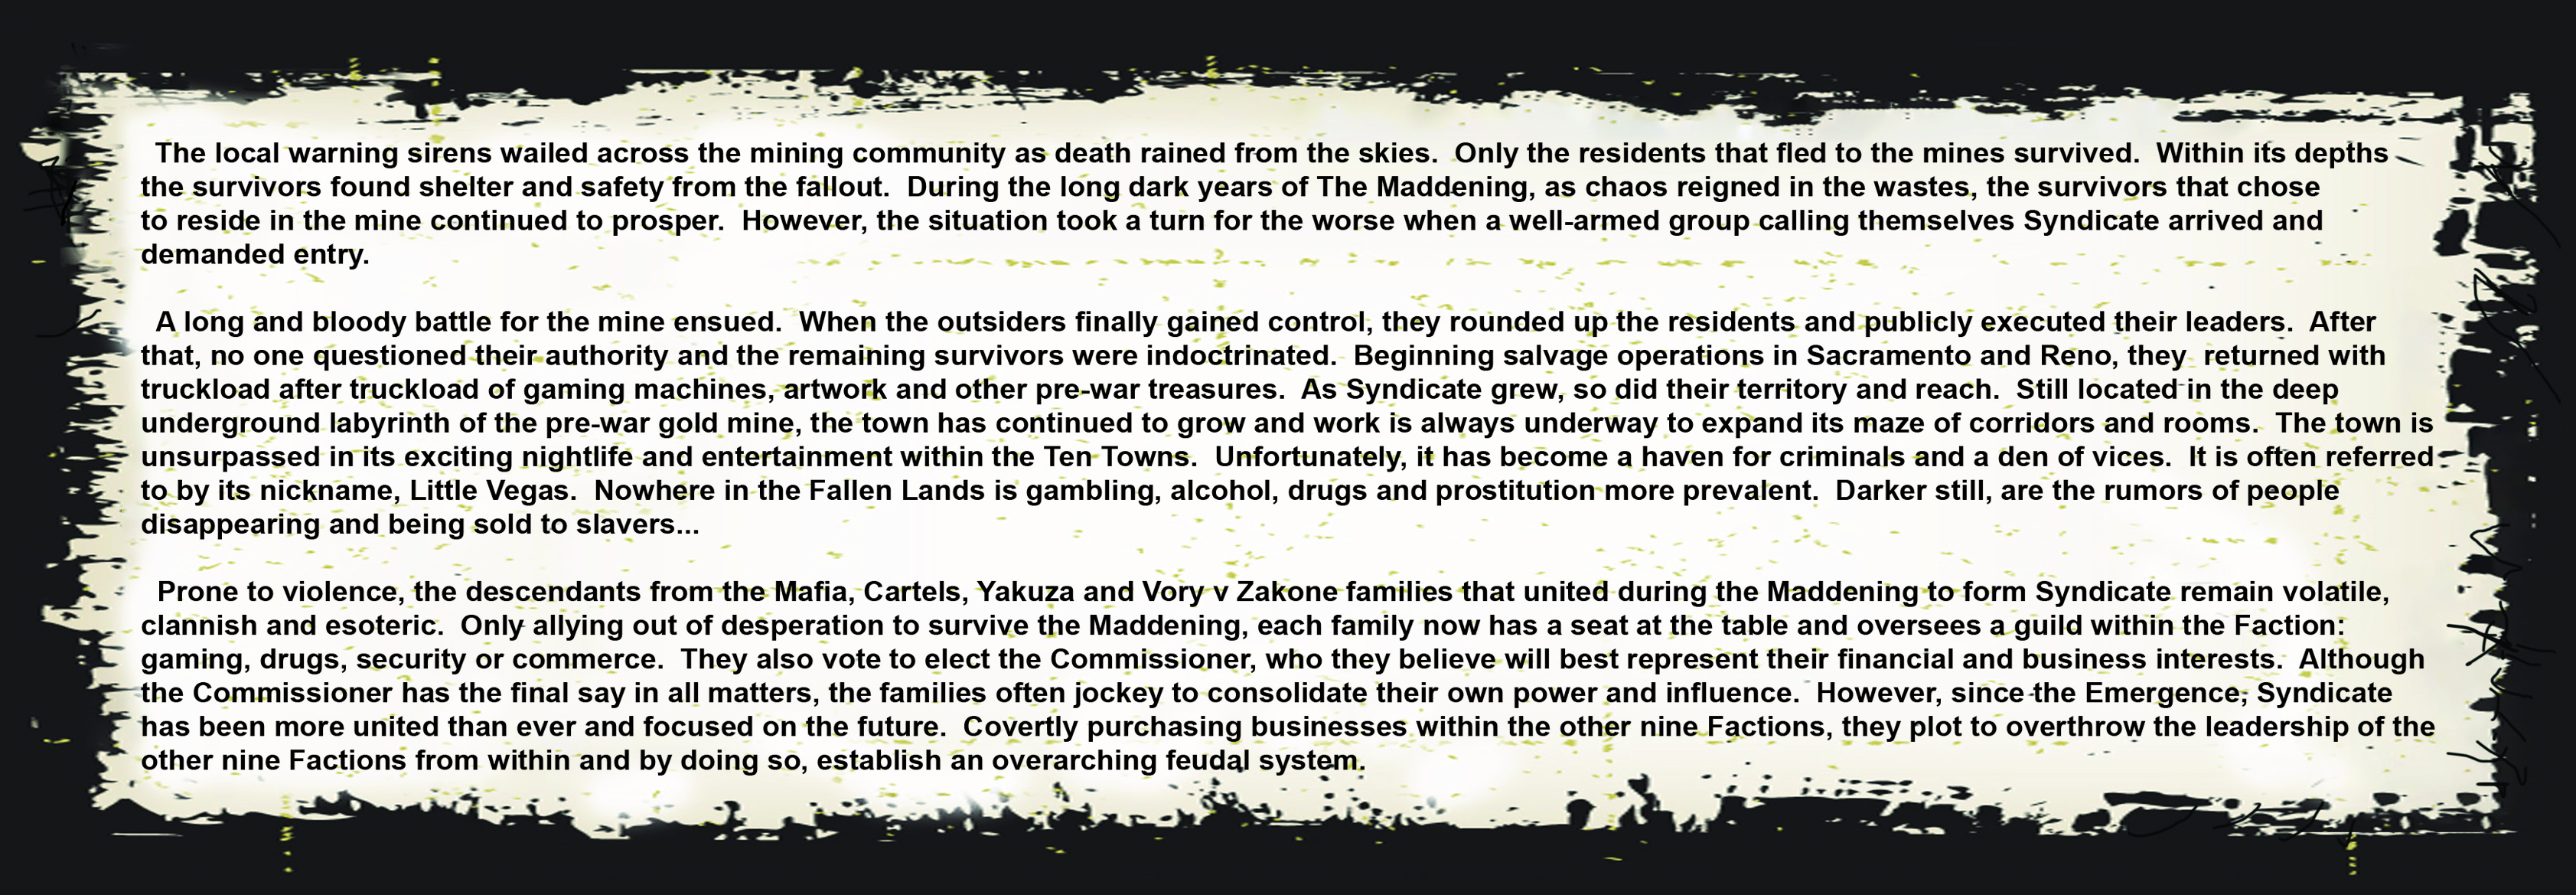 The local warning sirens wailed across the mining community as death rained from the skies.  Only the residents that fled to the mines survived.  Within its depths
the survivors found shelter and safety from the fallout.  During the long dark years of The Maddening, as chaos reigned in the wastes, the survivors that chose
to reside in the mine continued to prosper.  However, the situation took a turn for the worse when a well-armed group calling themselves Syndicate arrived and
demanded entry.
A long and bloody battle for the mine ensued.  When the outsiders finally gained control, they rounded up the residents and publicly executed their leaders.  After
that, no one questioned their authority and the remaining survivors were indoctrinated.  Beginning salvage operations in Sacramento and Reno, they  returned with
truckload after truckload of gaming machines, artwork and other pre-war treasures.  As Syndicate grew, so did their territory and reach.  Still located in the deep
underground labyrinth of the pre-war gold mine, the town has continued to grow and work is always underway to expand its maze of corridors and rooms.  The town is
unsurpassed in its exciting nightlife and entertainment within the Ten Towns.  Unfortunately, it has become a haven for criminals and a den of vices.  It is often referred
to by its nickname, Little Vegas.  Nowhere in the Fallen Lands is gambling, alcohol, drugs and prostitution more prevalent.  Darker still, are the rumors of people
disappearing and being sold to slavers...
Prone to violence, the descendants from the Mafia, Cartels, Yakuza and Vory v Zakone families that united during the Maddening to form Syndicate remain volatile,
clannish and esoteric.  Only allying out of desperation to survive the Maddening, each family now has a seat at the table and oversees a guild within the Faction:
gaming, drugs, security or commerce.  They also vote to elect the Commissioner, who they believe will best represent their financial and business interests.  Although
the Commissioner has the final say in all matters, the families often jockey to consolidate their own power and influence.  However, since the Emergence, Syndicate
has been more united than ever and focused on the future.  Covertly purchasing businesses within the other nine Factions, they plot to overthrow the leadership of the
other nine Factions from within and by doing so, establish an overarching feudal system.